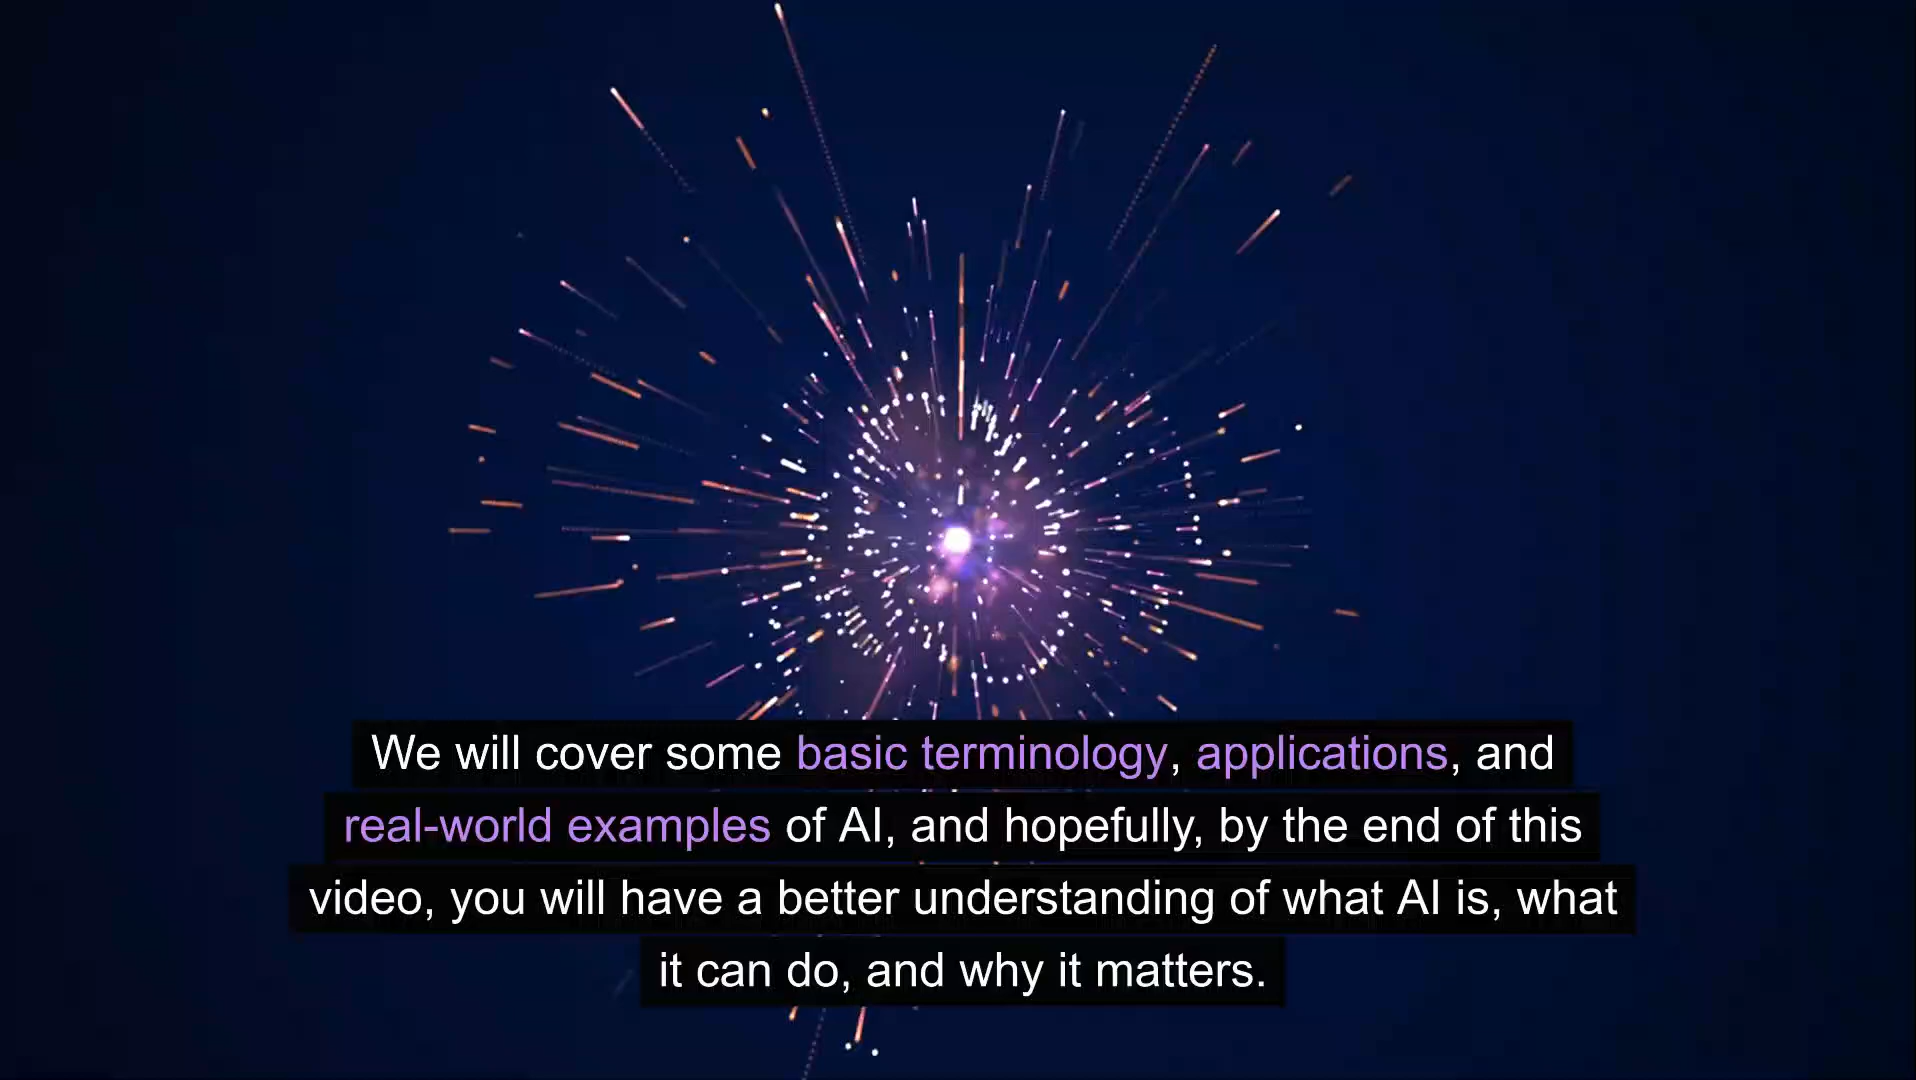 We will cover some basic terminology, applications, and
real-world examples of AI, and hopefully, by the end of this
video, you will have a better understanding of what AI is, what
it can do, and why it matters.